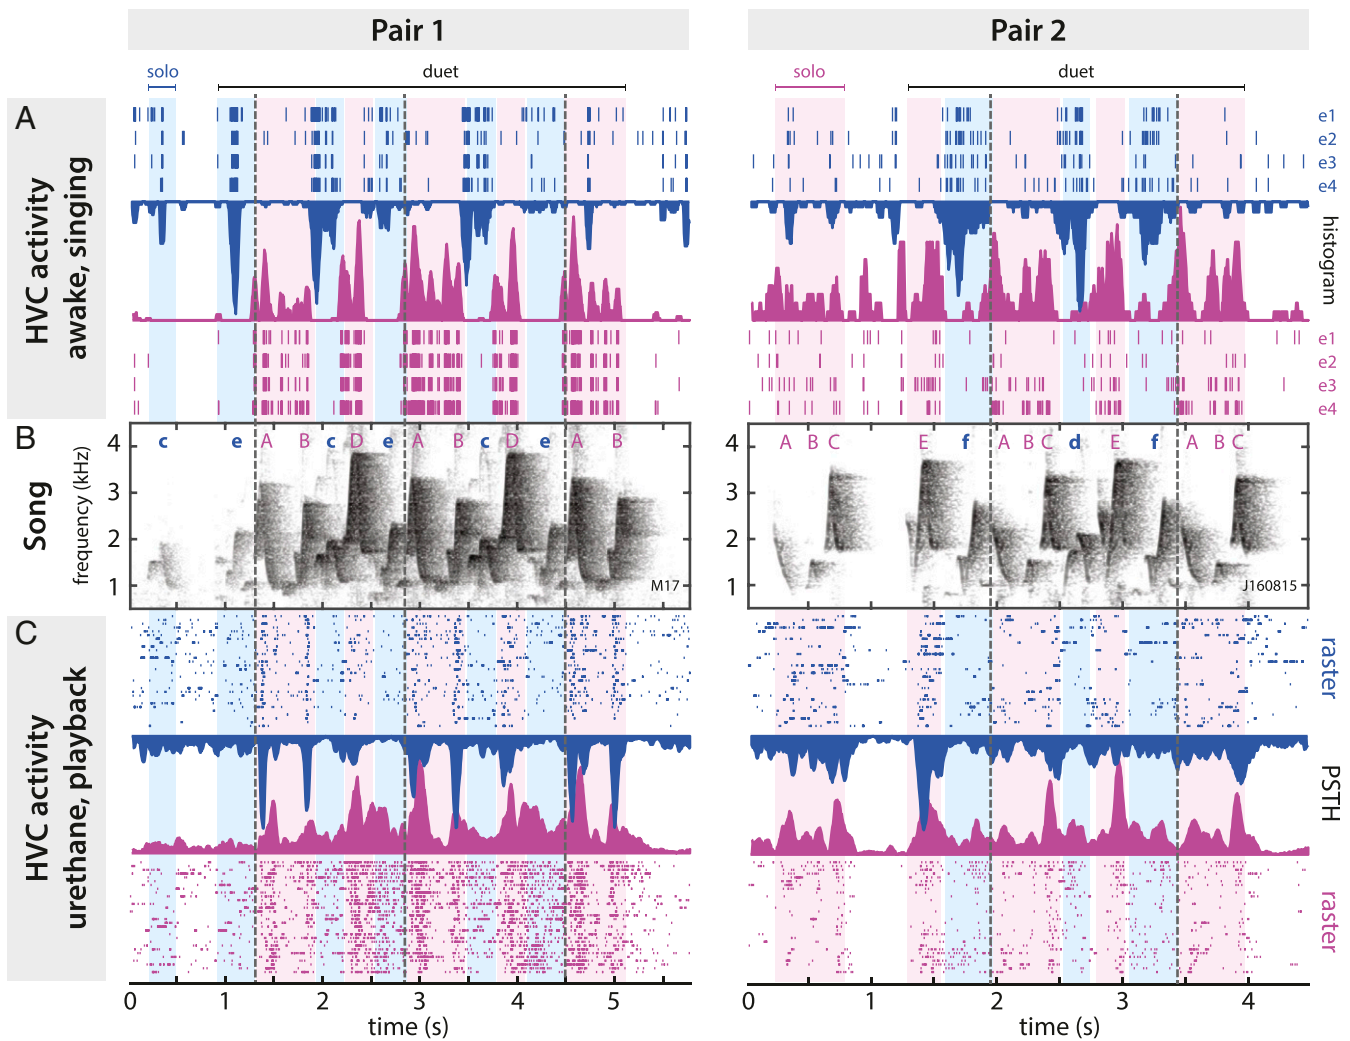 Pair 1
Pair 2
solo
duet
solo
duet
A
HVC activity
awake, singing
e1
e2
e3
e4
histogram
e1
e2
e3
e4
B
Song
frequency (kHz)
4
3
2
1
c e A B c D e A B c D e A B
M17
4
3
2
1
A B C E f A B C d E f A B C
J160815
C
HVC activity
urethane, playback
raster
PSTH
raster
0 1 2 3 4 5
time (s)
0 1 2 3 4
time (s)